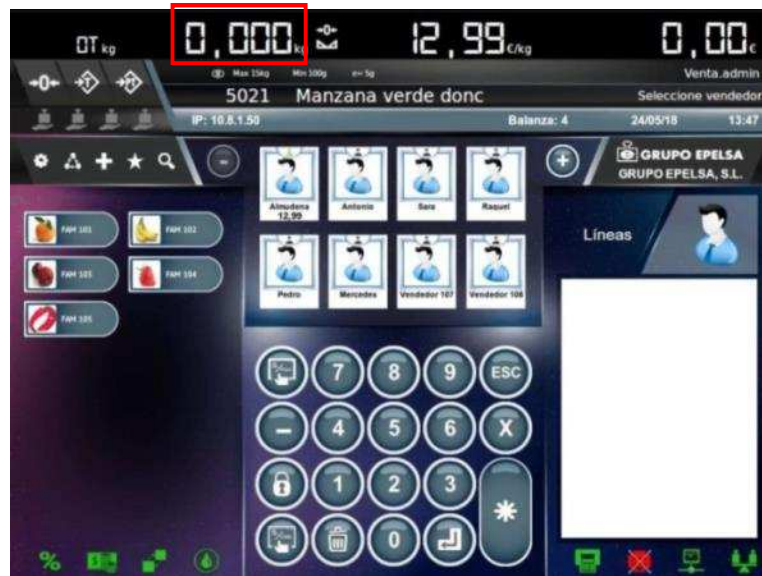 0T kg 0,000 kg →0← 12,99 €/kg 0,00 €
→0← T PT Max 15kg Min 100g e= 5g Venta.admin
5021 Manzana verde donc Seleccione vendedor
IP: 10.8.1.50 Balanza: 4 24/05/18 13:47
- + GRUPO EPELSA
GRUPO EPELSA, S.L.
Almudena Antonio Sara Raquel
12,99
FAM 101 FAM 102 Líneas
FAM 103 FAM 104
Pedro Mercedes Vendedor 107 Vendedor 108
FAM 105
7 8 9 ESC
- 4 5 6 X
1 2 3
*
0
%